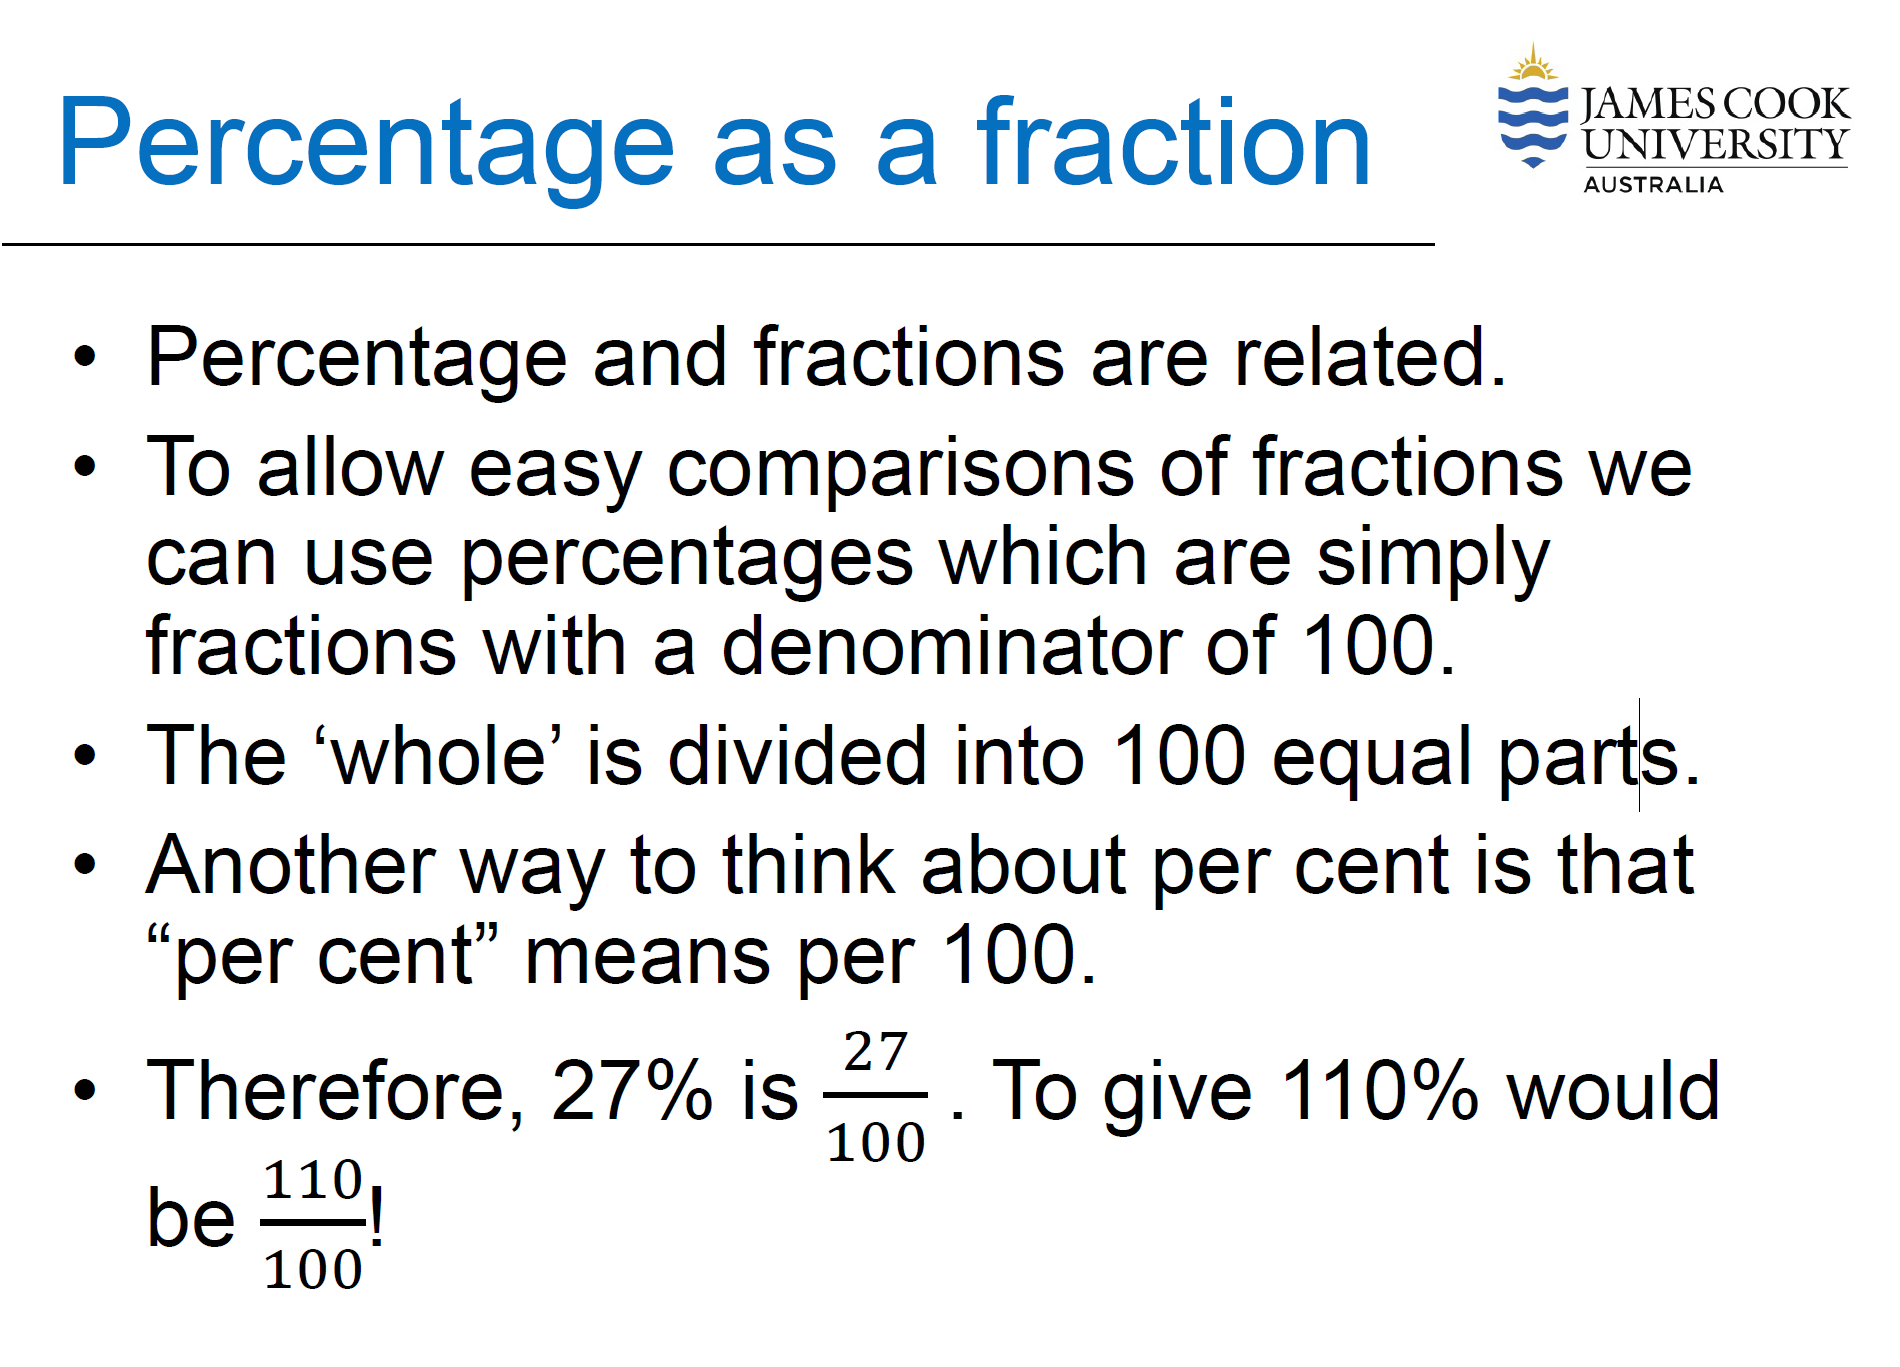 Percentage as a fraction
JAMES COOK
UNIVERSITY
AUSTRALIA
• Percentage and fractions are related.
• To allow easy comparisons of fractions we
can use percentages which are simply
fractions with a denominator of 100.
• The ‘whole’ is divided into 100 equal parts.
• Another way to think about per cent is that
“per cent” means per 100.
• Therefore, 27% is 27/100 . To give 110% would
be 110/100!